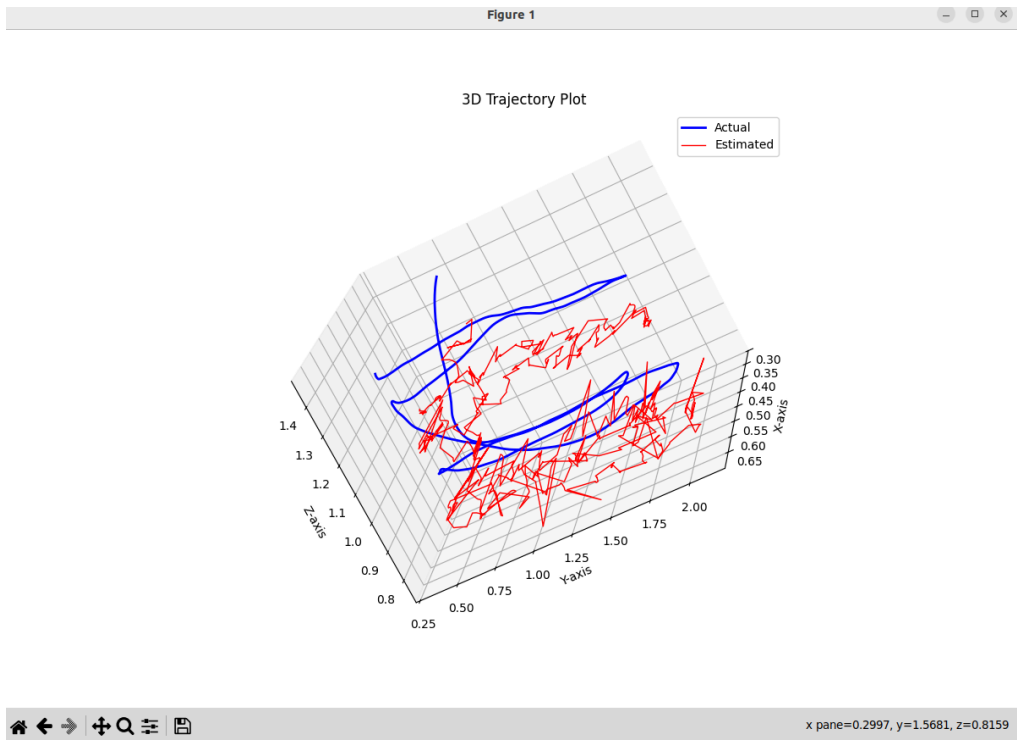 Figure 1
3D Trajectory Plot
Actual
Estimated
1.4
1.3
1.2
1.1
1.0
0.9
0.8
Z-axis
0.25
0.50
0.75
1.00
1.25
1.50
1.75
2.00
Y-axis
0.30
0.35
0.40
0.45
0.50
0.55
0.60
0.65
X-axis
x pane=0.2997, y=1.5681, z=0.8159